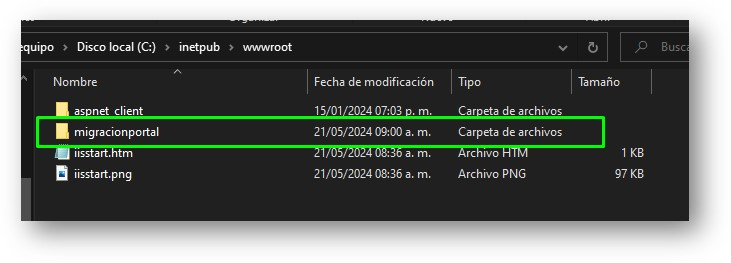 equipo > Disco local (C:) > inetpub > wwwroot
Busca
Nombre Fecha de modificación Tipo Tamaño
aspnet_client 15/01/2024 07:03 p. m. Carpeta de archivos
migracionportal 21/05/2024 09:00 a. m. Carpeta de archivos
iisstart.htm 21/05/2024 08:36 a. m. Archivo HTM 1 KB
iisstart.png 21/05/2024 08:36 a. m. Archivo PNG 97 KB